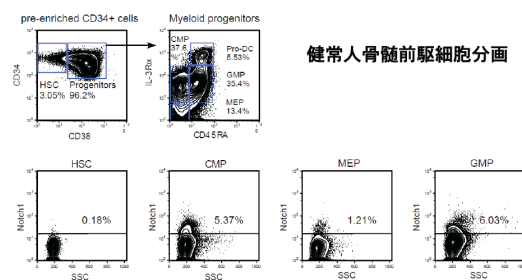 pre-enriched CD34+ cells
Myeloid progenitors
健常人骨髄前駆細胞分画
CD34
HSC
3.05%
Progenitors
96.2%
CD38
IL-3Rα
CMP
37.6
%
Pro-DC
GMP
35.4%
MEP
13.4%
CD45RA
HSC
CMP
MEP
GMP
Notch1
0.18%
SSC
Notch1
5.37%
SSC
Notch1
1.21%
SSC
Notch1
6.03%
SSC